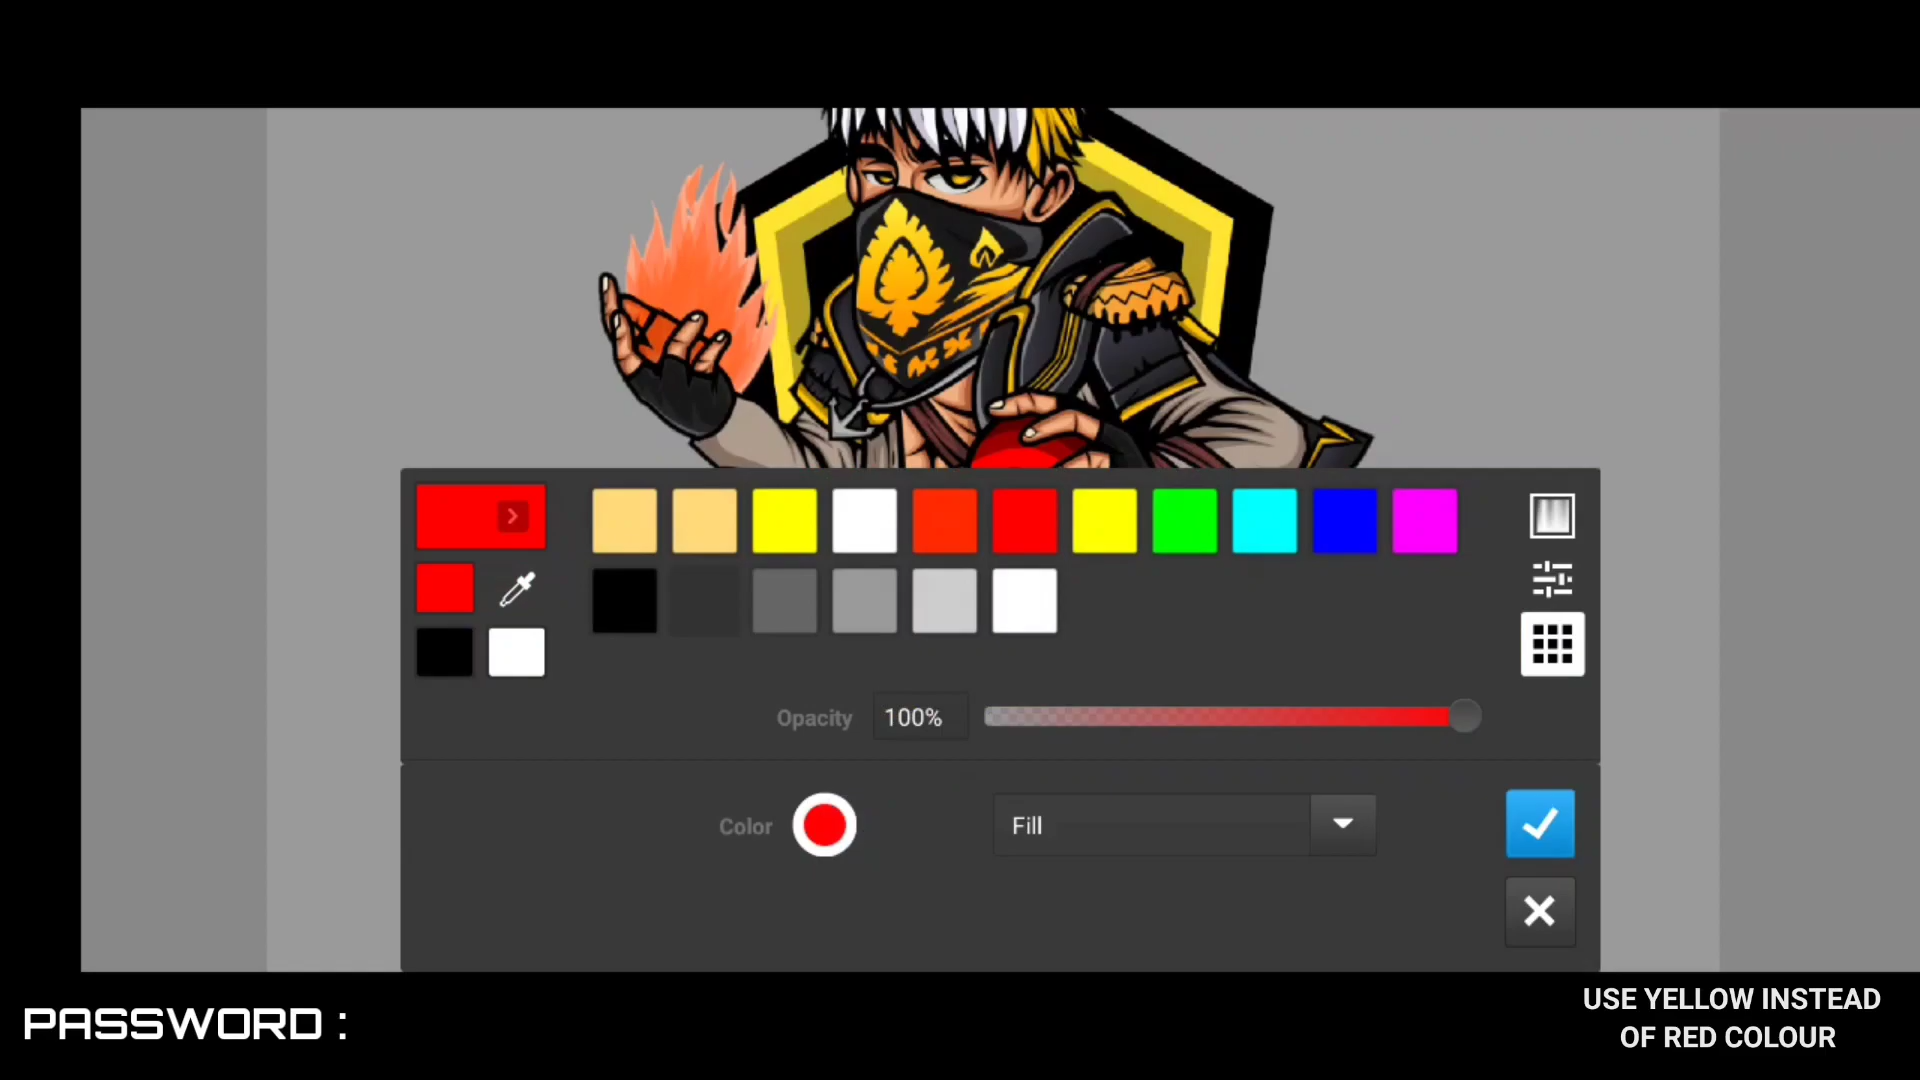 Opacity 100%
Color Fill
PASSWORD :
USE YELLOW INSTEAD
OF RED COLOUR